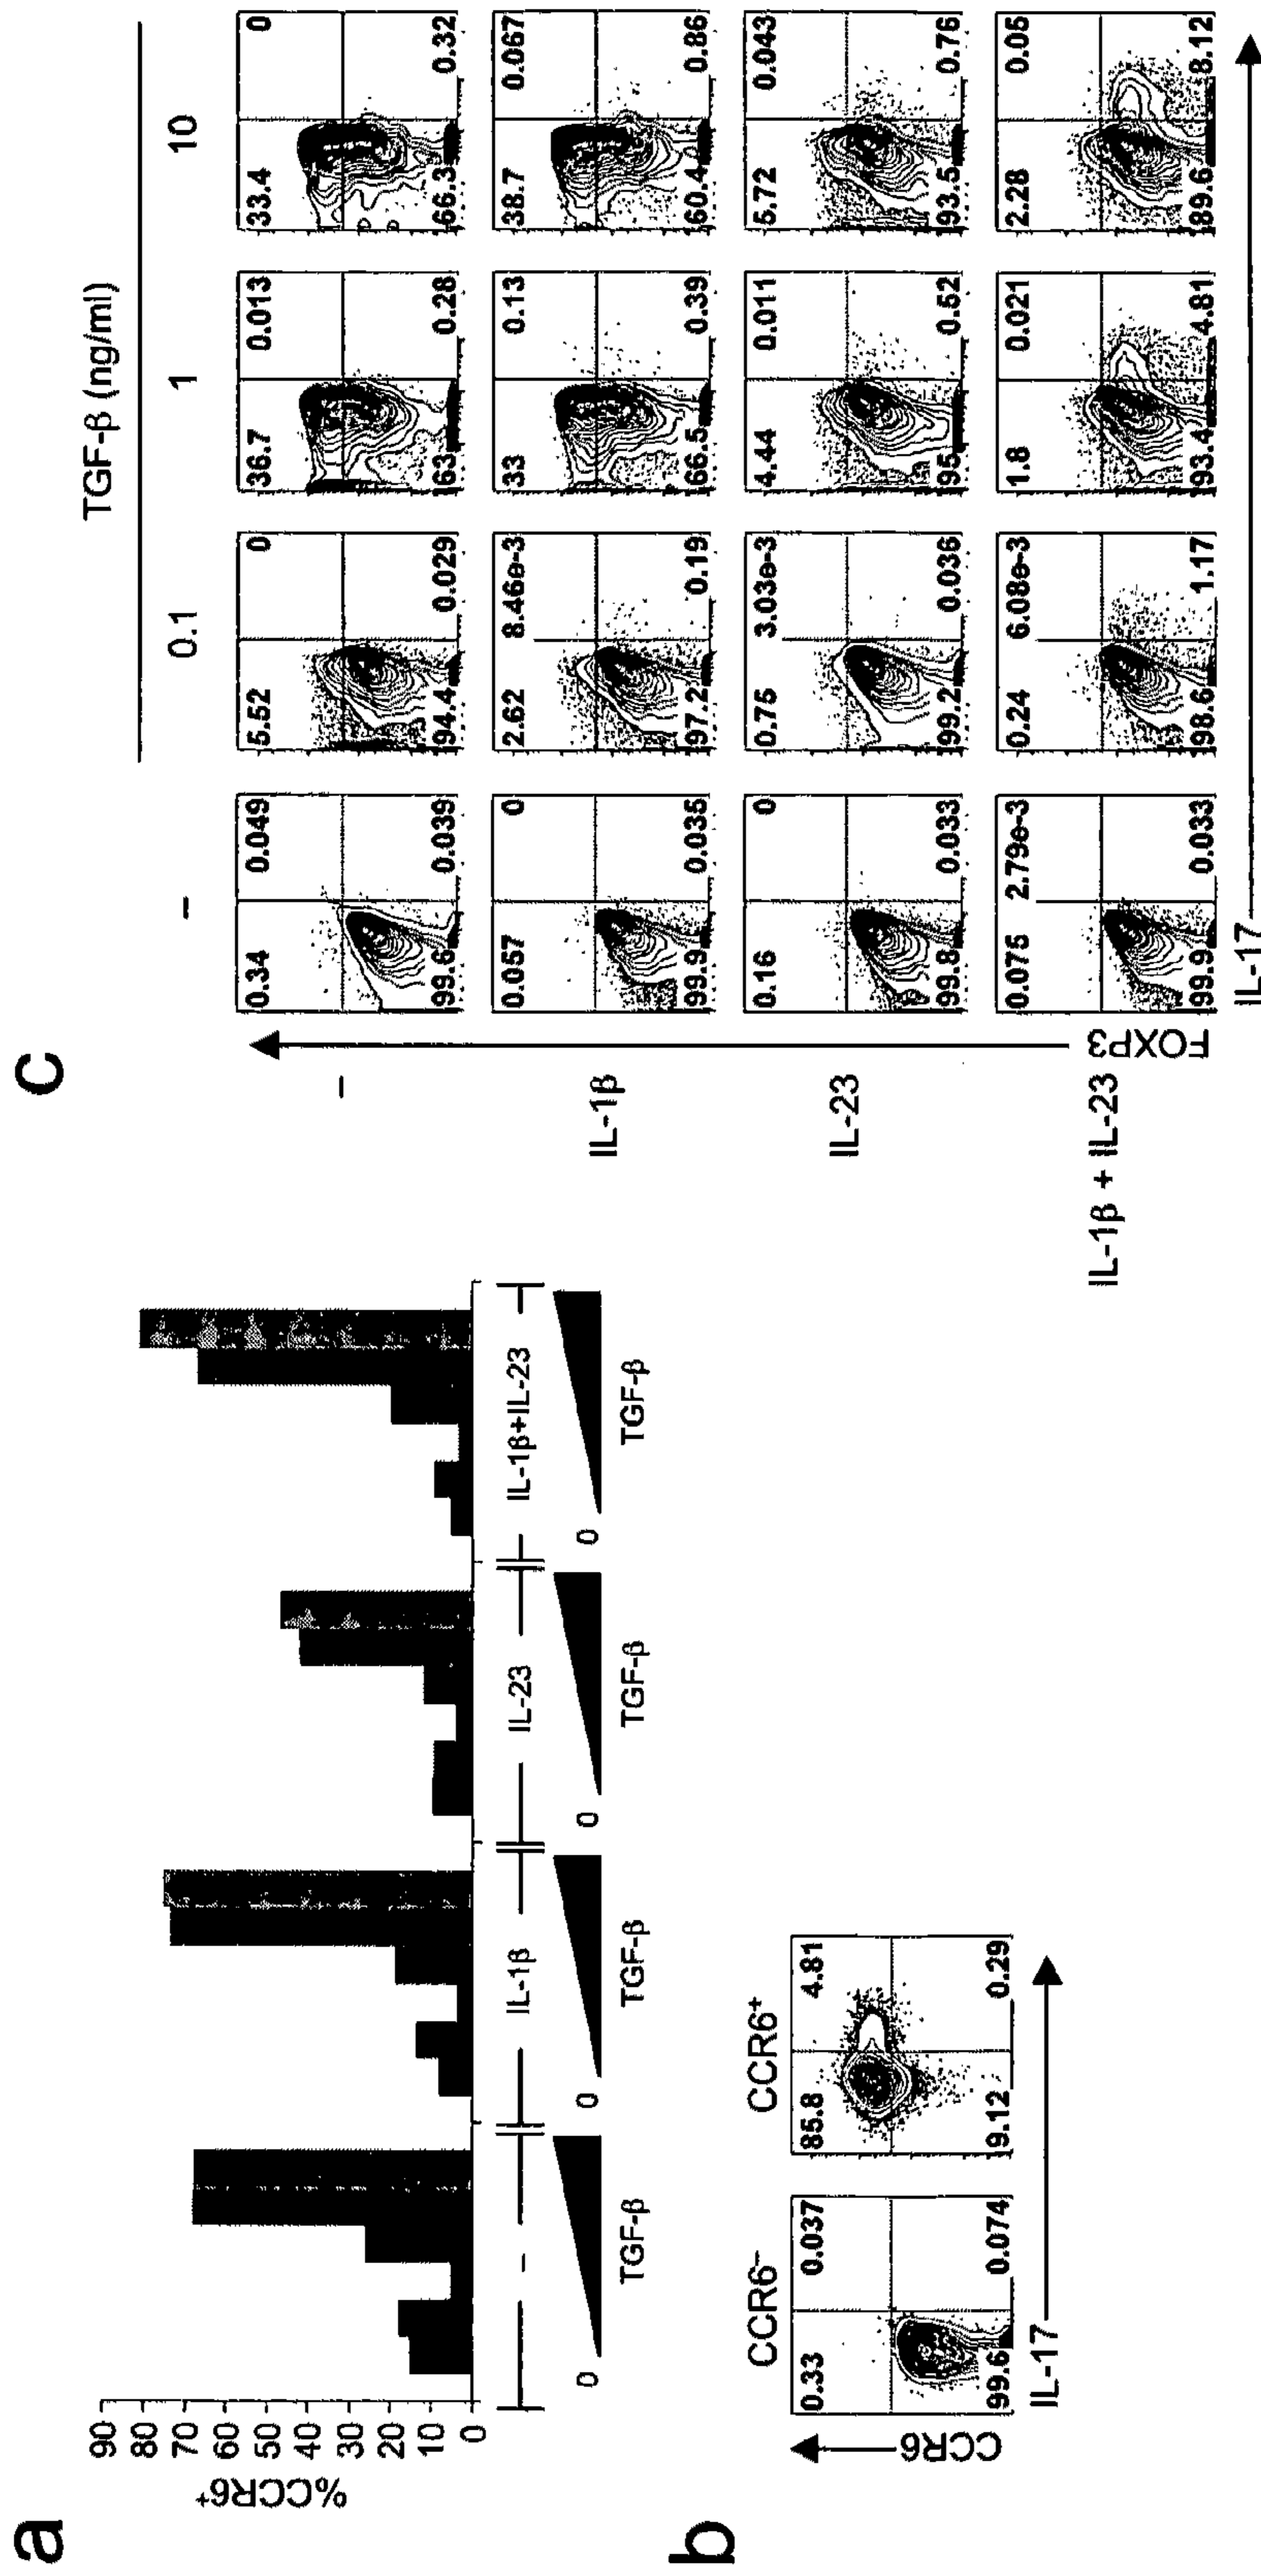 a
%CCR6⁺
90
80
70
60
50
40
30
20
10
0
– IL-1β IL-23 IL-1β+IL-23
0 0 0 0
TGF-β TGF-β TGF-β TGF-β
b
CCR6⁻ CCR6⁺
0.33 0.037 85.8 4.81
99.6 0.074 9.12 0.29
CCR6
IL-17
c
TGF-β (ng/ml)
– 0.1 1 10
–
0.34 0.049 5.52 0 36.7 0.013 33.4 0
99.6 0.039 94.4 0.029 63 0.28 66.3 0.32
IL-1β
0.057 0 2.62 8.46e-3 33 0.13 38.7 0.067
99.9 0.035 97.2 0.19 66.5 0.39 60.4 0.86
IL-23
0.16 0 0.75 3.03e-3 4.44 0.011 5.72 0.043
99.8 0.033 99.2 0.036 95 0.52 93.5 0.76
IL-1β + IL-23
0.075 2.79e-3 0.24 6.08e-3 1.8 0.021 2.28 0.05
99.9 0.033 98.6 1.17 93.4 4.81 89.6 8.12
FOXP3
IL-17